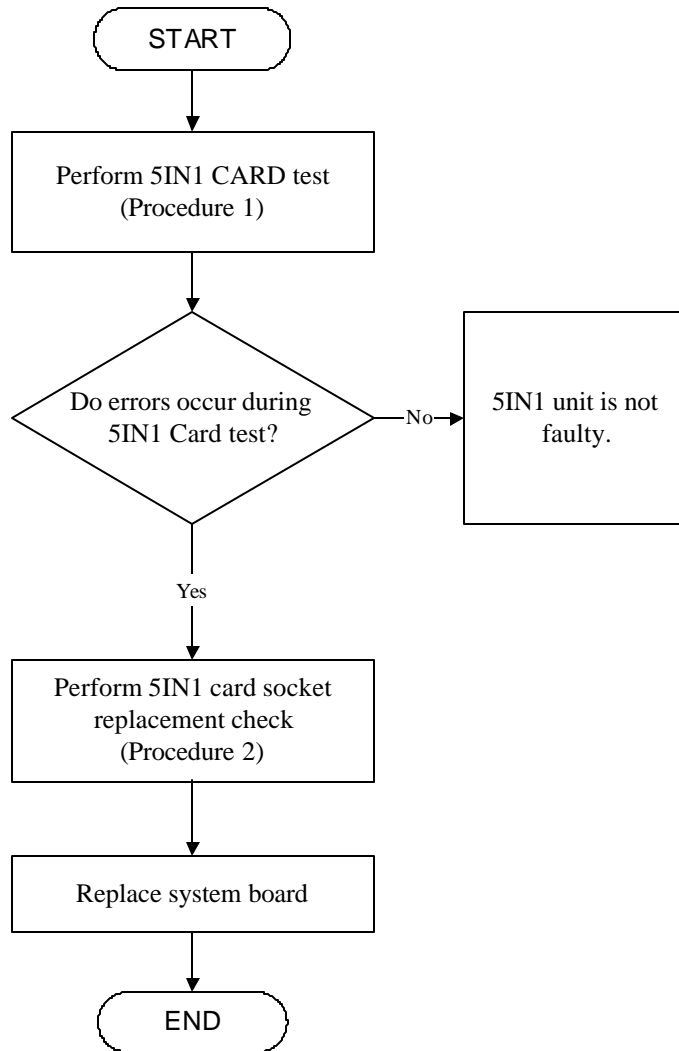 START
Perform 5IN1 CARD test
(Procedure 1)
Do errors occur during
5IN1 Card test?
No
5IN1 unit is not
faulty.
Yes
Perform 5IN1 card socket
replacement check
(Procedure 2)
Replace system board
END